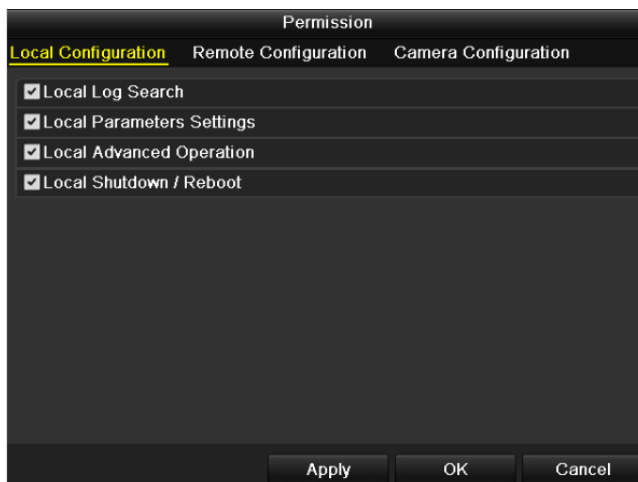 Permission
Local Configuration Remote Configuration Camera Configuration
Local Log Search
Local Parameters Settings
Local Advanced Operation
Local Shutdown / Reboot
Apply OK Cancel